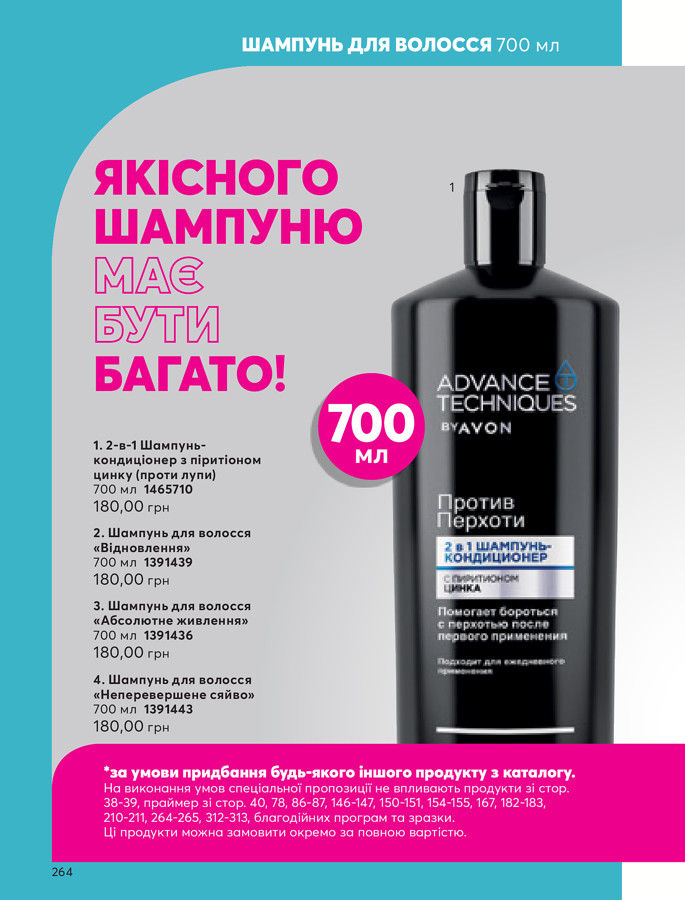 ШАМПУНЬ ДЛЯ ВОЛОССЯ 700 мл
ЯКІСНОГО
ШАМПУНЮ
МАЄ
БУТИ
БАГАТО!
1
ADVANCE
TECHNIQUES
BY AVON
700
МЛ
Против
Перхоти
2 в 1 ШАМПУНЬ-
КОНДИЦИОНЕР
С ПИРИТИОНОМ
ЦИНКА
Помогает бороться
с перхотью после
первого применения
Подходит для ежедневного
применения
1. 2-в-1 Шампунь-
кондиціонер з піритіоном
цинку (проти лупи)
700 мл 1465710
180,00 грн
2. Шампунь для волосся
«Відновлення»
700 мл 1391439
180,00 грн
3. Шампунь для волосся
«Абсолютне живлення»
700 мл 1391436
180,00 грн
4. Шампунь для волосся
«Неперевершене сяйво»
700 мл 1391443
180,00 грн
*за умови придбання будь-якого іншого продукту з каталогу.
На виконання умов спеціальної пропозиції не впливають продукти зі стор.
38-39, праймер зі стор. 40, 78, 86-87, 146-147, 150-151, 154-155, 167, 182-183,
210-211, 264-265, 312-313, благодійних програм та зразки.
Ці продукти можна замовити окремо за повною вартістю.
264